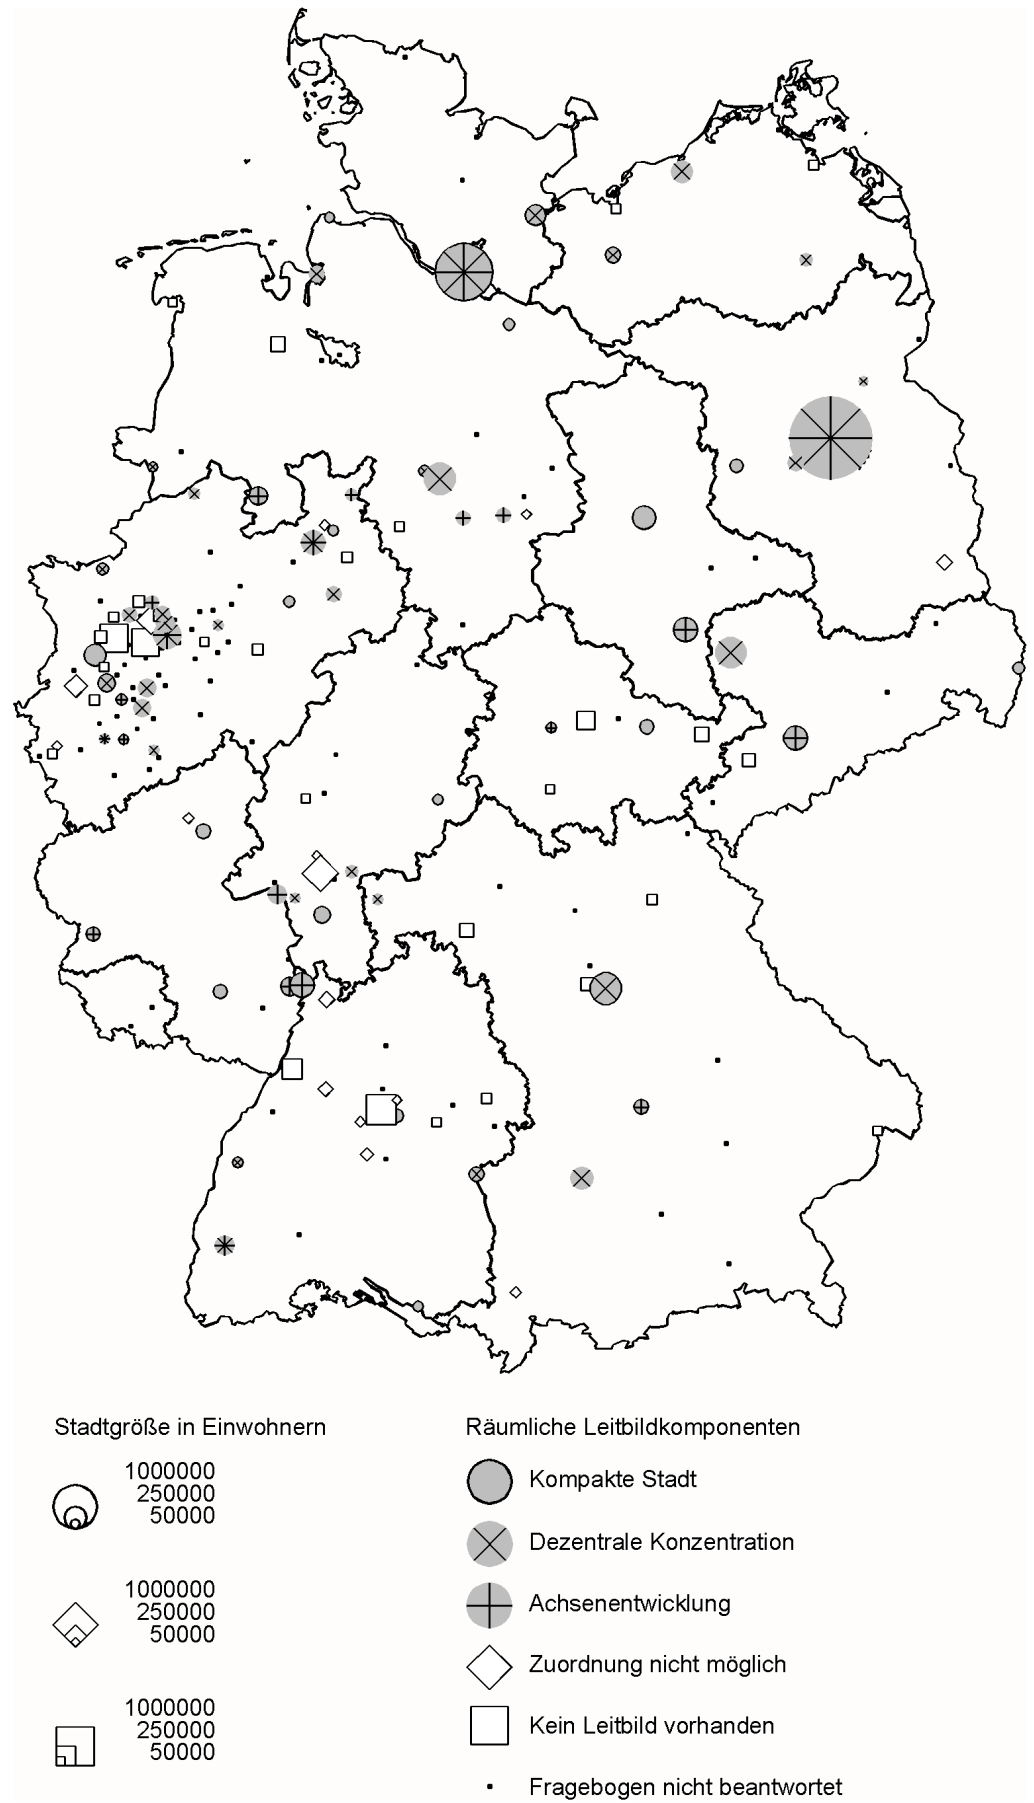 Stadtgröße in Einwohnern
1000000
250000
50000
1000000
250000
50000
1000000
250000
50000
Räumliche Leitbildkomponenten
Kompakte Stadt
Dezentrale Konzentration
Achsenentwicklung
Zuordnung nicht möglich
Kein Leitbild vorhanden
Fragebogen nicht beantwortet